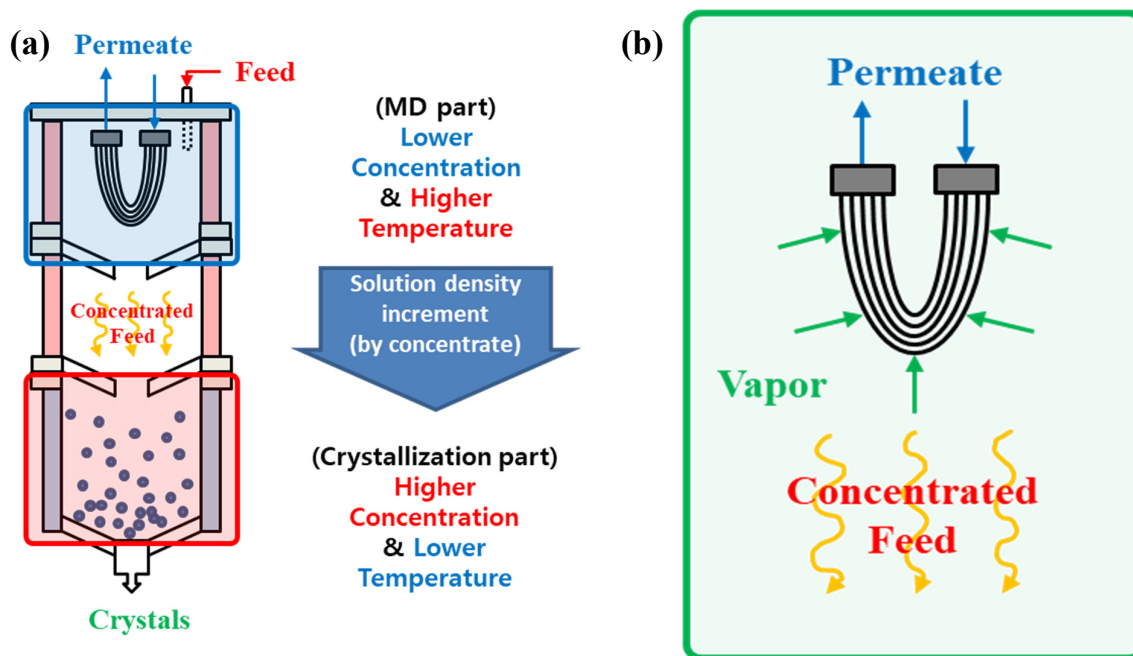 (a)
Permeate
Feed
Concentrated
Feed
Crystals
(MD part)
Lower
Concentration
& Higher
Temperature
Solution density
increment
(by concentrate)
(Crystallization part)
Higher
Concentration
& Lower
Temperature
(b)
Permeate
Vapor
Concentrated
Feed